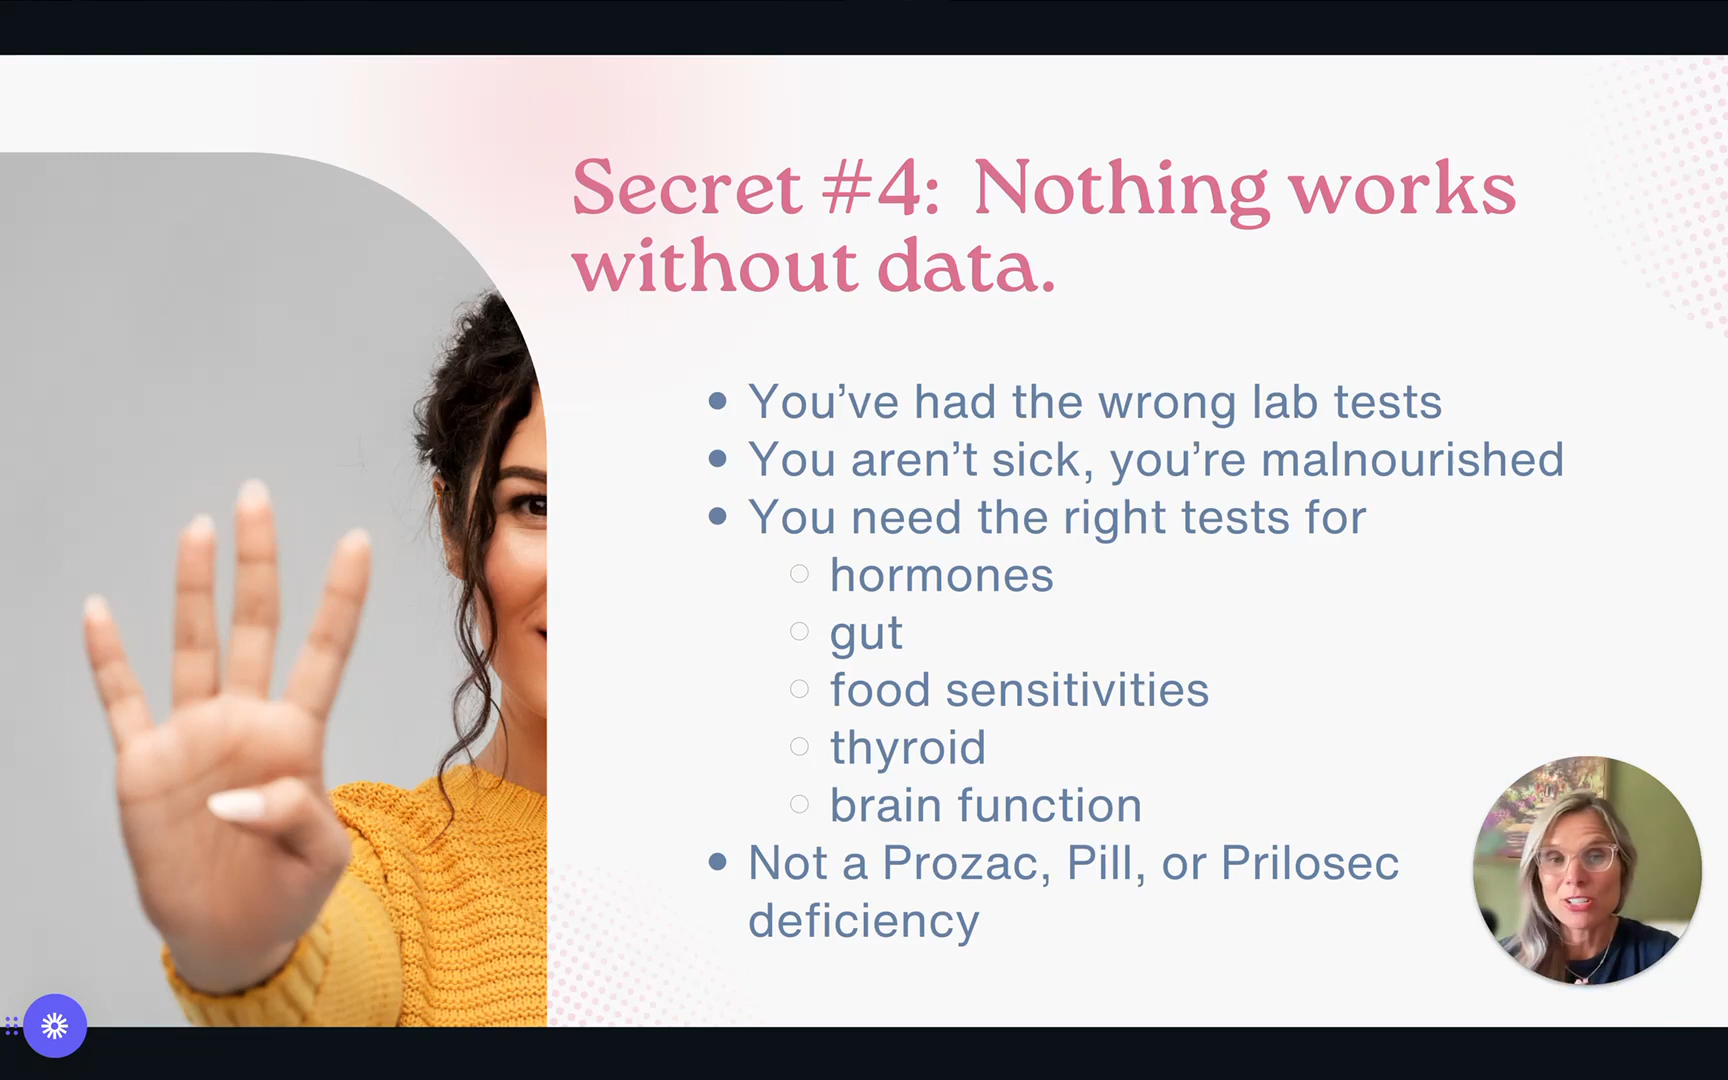 Secret #4: Nothing works
without data.
• You’ve had the wrong lab tests
• You aren’t sick, you’re malnourished
• You need the right tests for
○ hormones
○ gut
○ food sensitivities
○ thyroid
○ brain function
• Not a Prozac, Pill, or Prilosec
deficiency